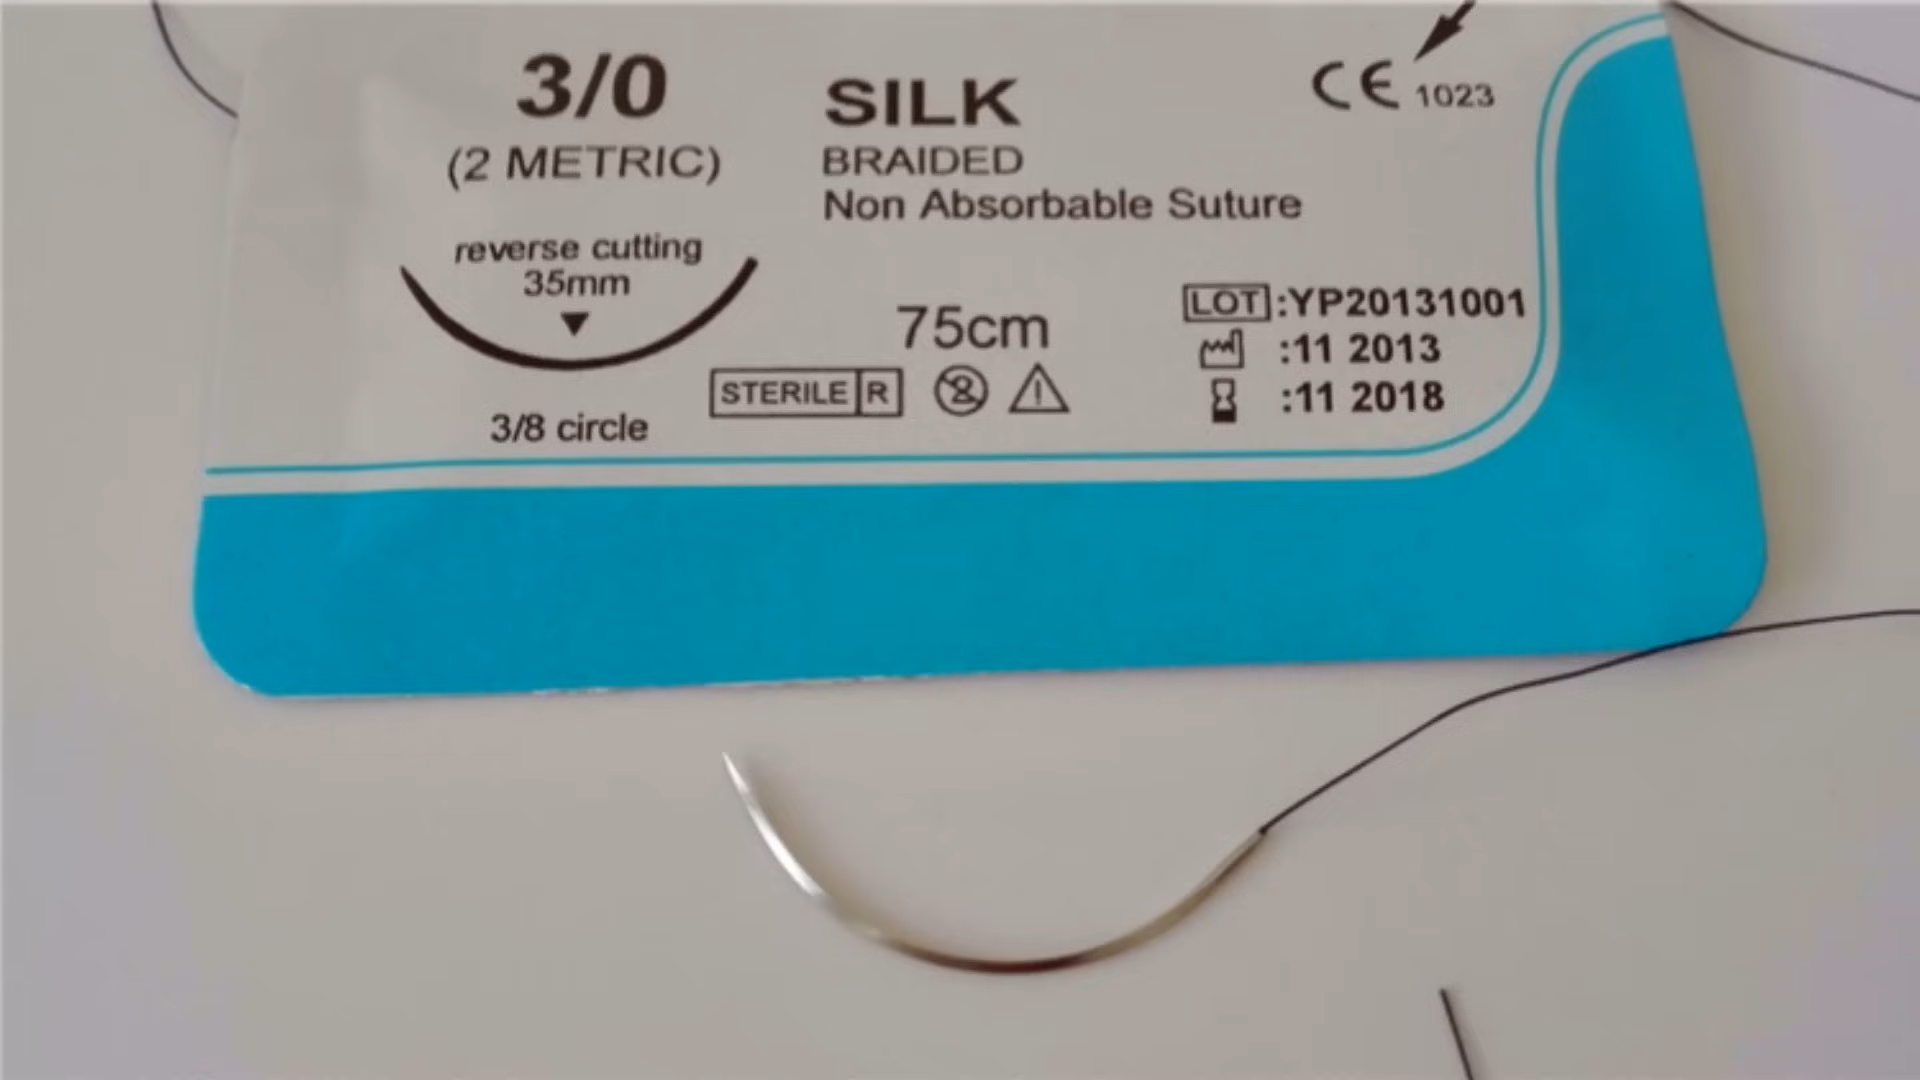 3/0
(2 METRIC)
reverse cutting
35mm
3/8 circle
SILK
BRAIDED
Non Absorbable Suture
75cm
STERILE R
2
CE 1023
LOT :YP20131001
:11 2013
:11 2018